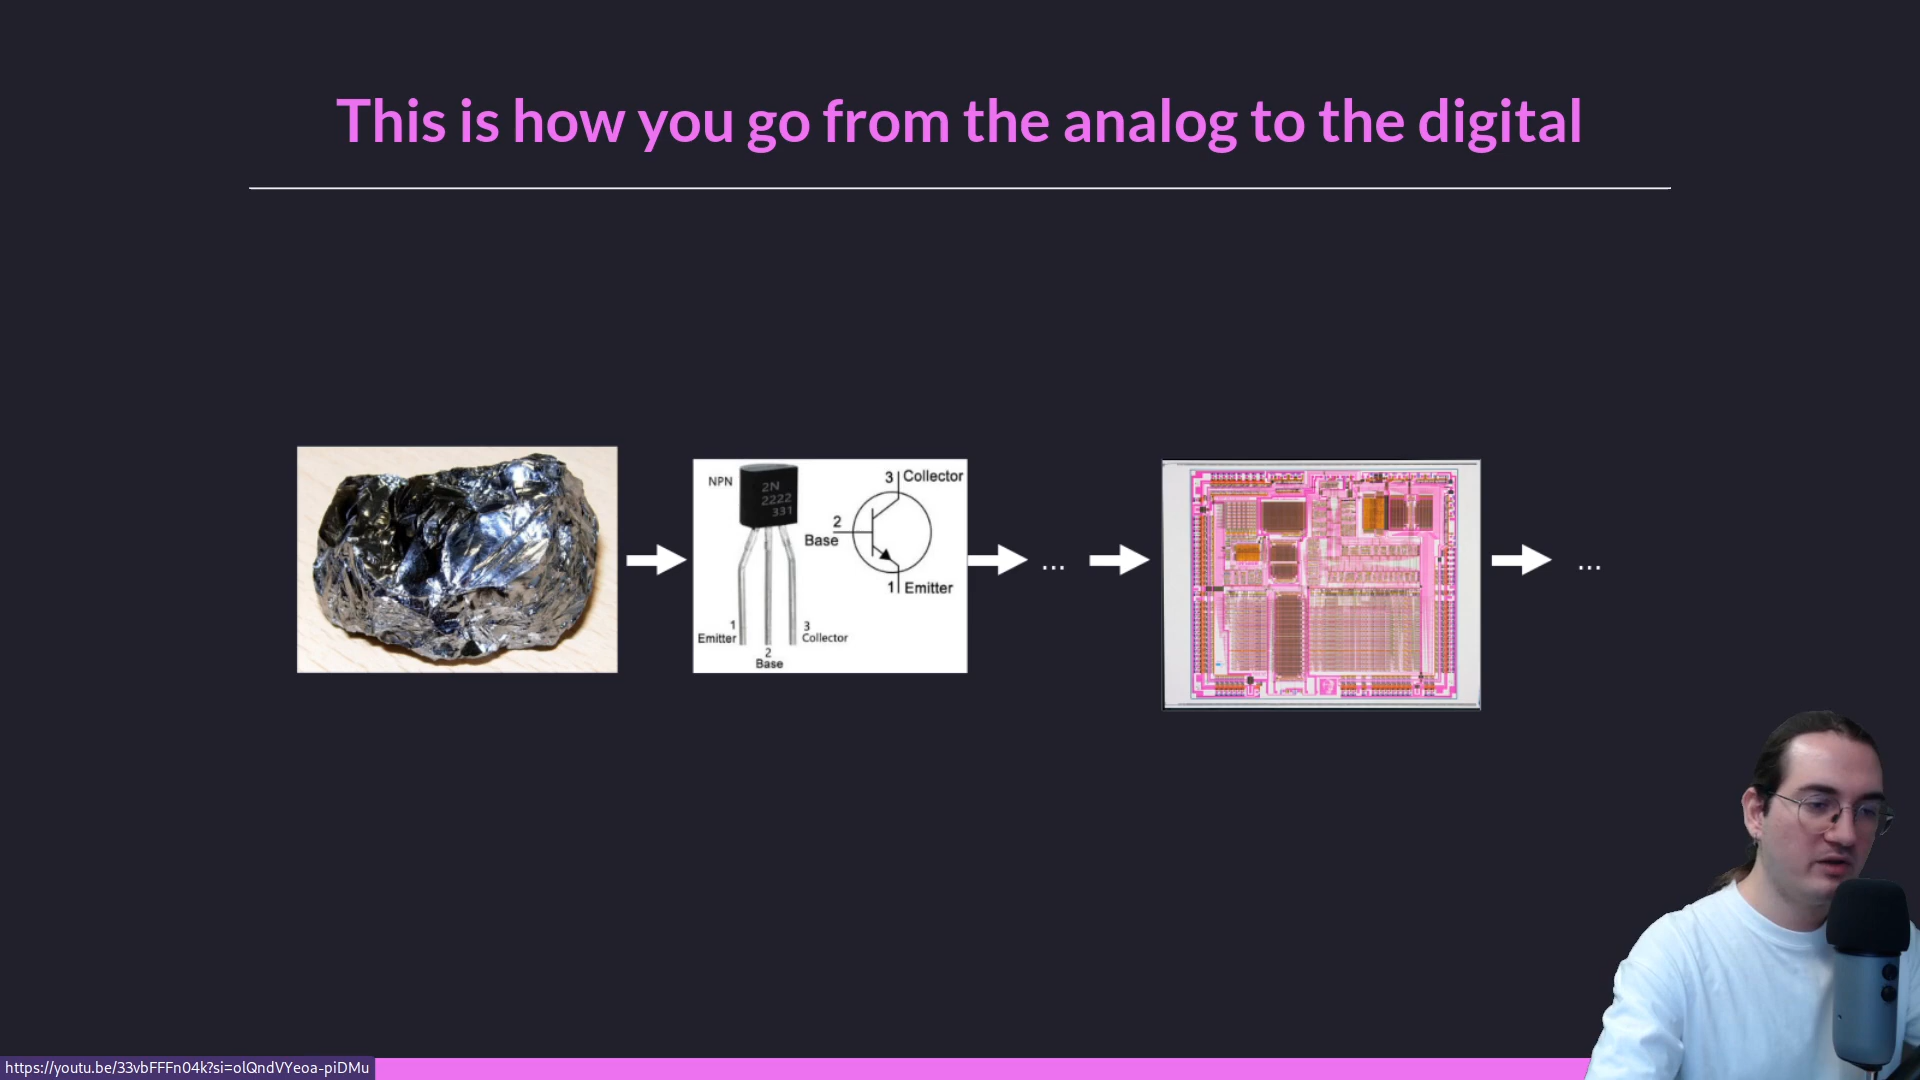 This is how you go from the analog to the digital
NPN
2N
2222
331
3 Collector
2
Base
1 Emitter
1
Emitter
2
Base
3
Collector
...
...
https://youtu.be/33vbFFFn04k?si=olQndVYeoa-piDMu